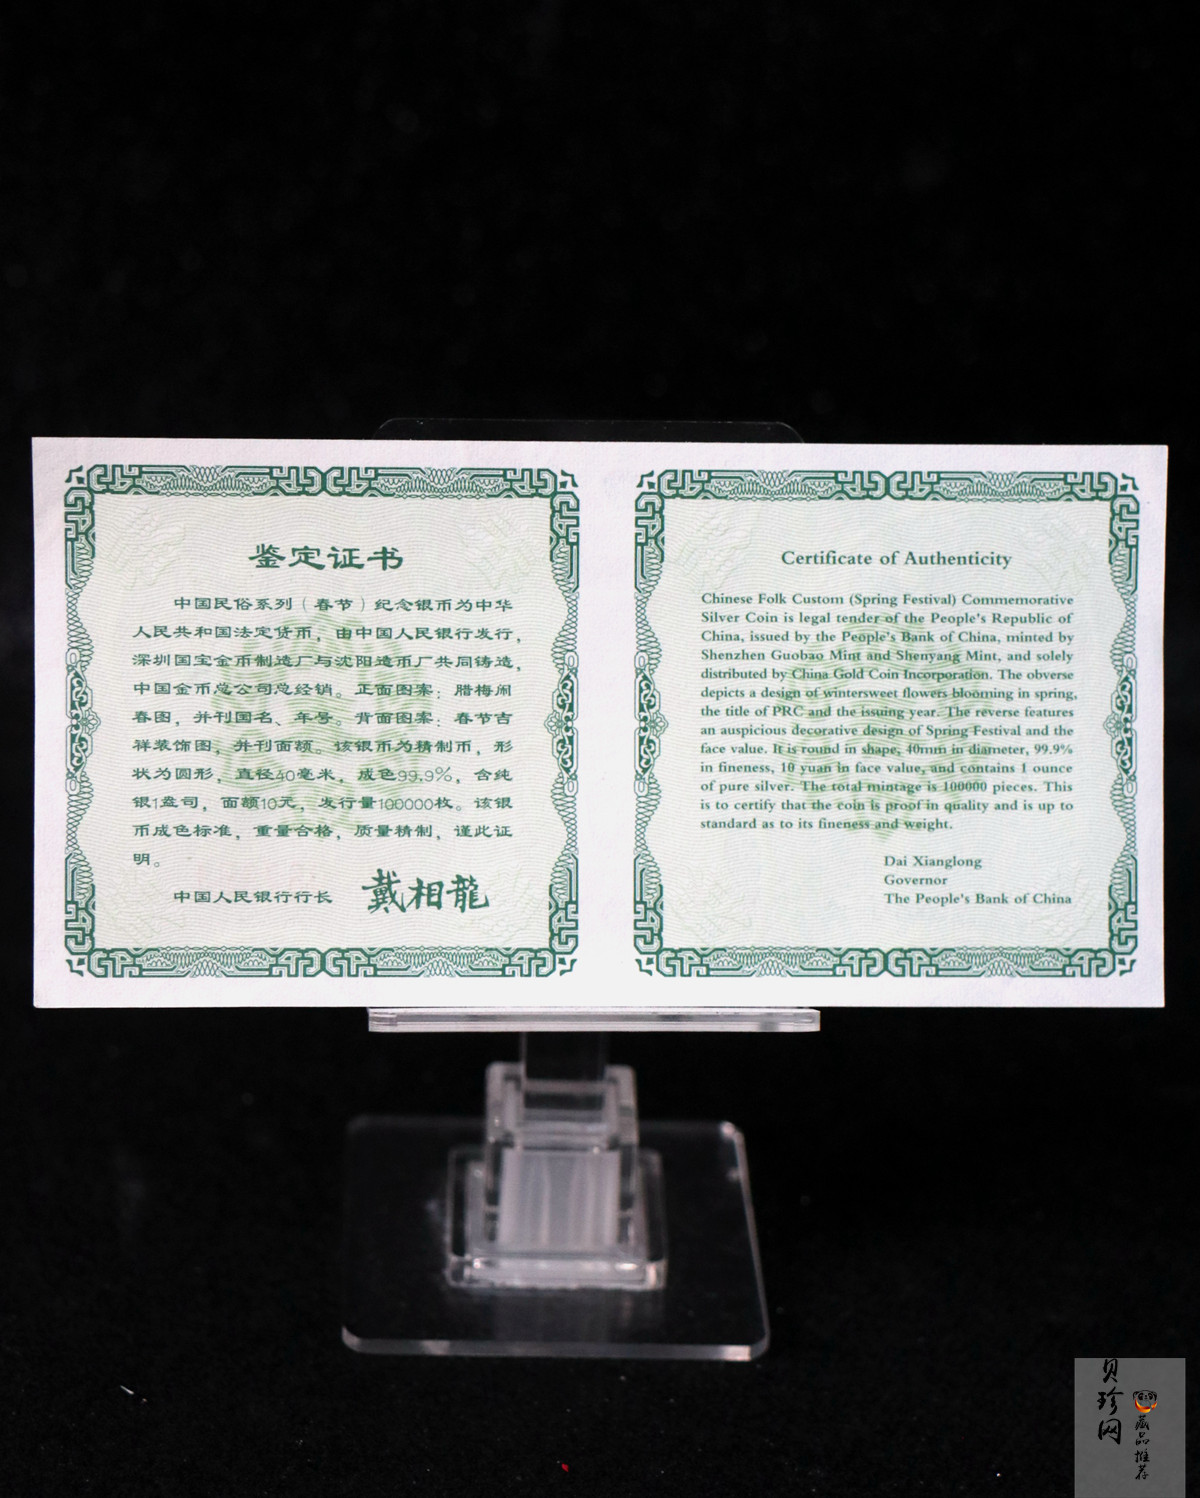 鉴定证书
中国民俗系列（春节）纪念银币为中华
人民共和国法定货币，由中国人民银行发行，
深圳国宝金币制造厂与沈阳造币厂共同铸造，
中国金币总公司总经销。正面图案：腊梅闹
春图，并刊国名、年号。背面图案：春节吉
祥装饰图，并刊面额。该银币为精制币，形
状为圆形，直径40毫米，成色99.9%，含纯
银1盎司，面额10元，发行量100000枚。该银
币成色标准，重量合格，质量精制，谨此证
明。
中国人民银行行长 戴相龍
Certificate of Authenticity
Chinese Folk Custom (Spring Festival) Commemorative
Silver Coin is legal tender of the People's Republic of
China, issued by the People's Bank of China, minted by
Shenzhen Guobao Mint and Shenyang Mint, and solely
distributed by China Gold Coin Incorporation. The obverse
depicts a design of wintersweet flowers blooming in spring,
the title of PRC and the issuing year. The reverse features
an auspicious decorative design of Spring Festival and the
face value. It is round in shape, 40mm in diameter, 99.9%
in fineness, 10 yuan in face value, and contains 1 ounce
of pure silver. The total mintage is 100000 pieces. This
is to certify that the coin is proof in quality and is up to
standard as to its fineness and weight.
Dai Xianglong
Governor
The People's Bank of China
贝珍网
藏品推荐